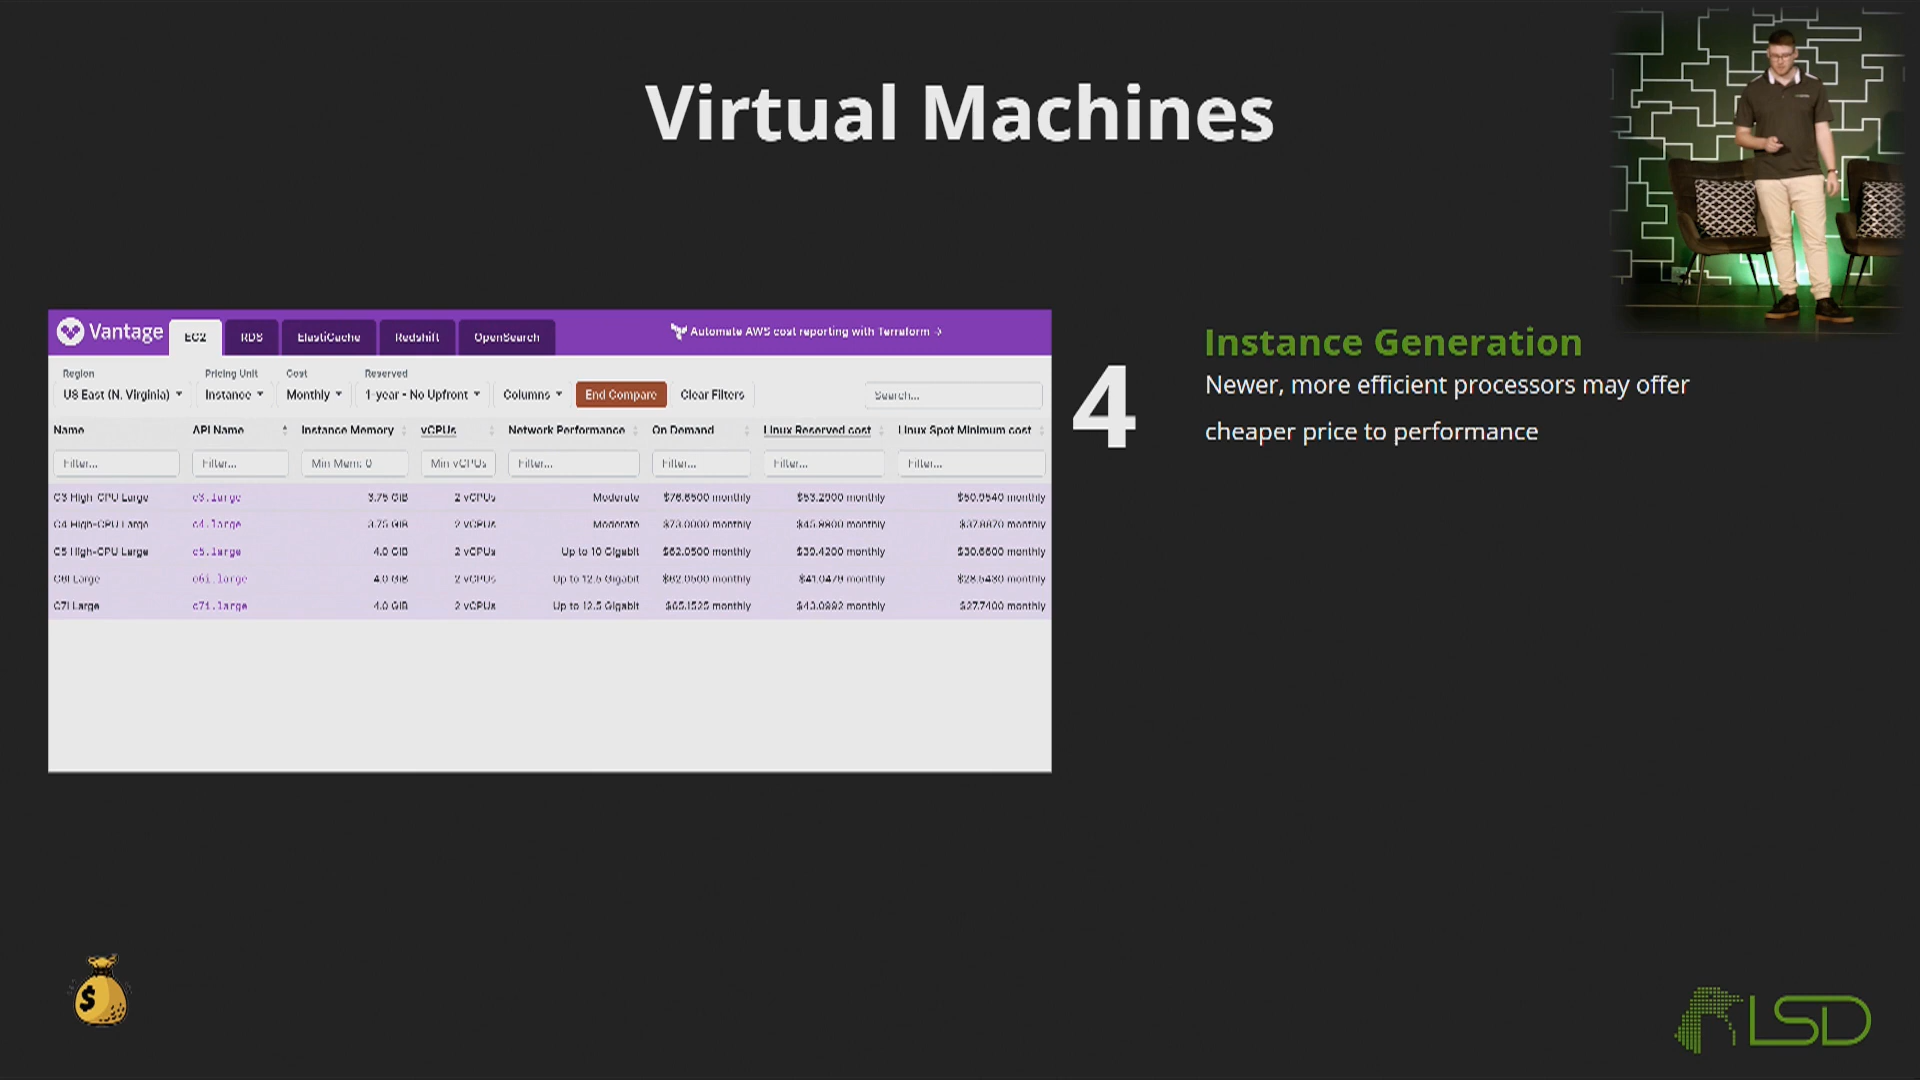 Virtual Machines
Vantage EC2 RDS ElastiCache Redshift OpenSearch Automate AWS cost reporting with Terraform →
Region Pricing Unit Cost Reserved
US East (N. Virginia) Instance Monthly 1-year - No Upfront Columns End Compare Clear Filters Search...
Name API Name Instance Memory vCPUs Network Performance On Demand Linux Reserved cost Linux Spot Minimum cost
Filter... Filter... Min Mem: 0 Min vCPUs Filter... Filter... Filter... Filter...
C3 High-CPU Large c3.large 3.75 GiB 2 vCPUs Moderate $76.6500 monthly $53.2900 monthly monthly
C4 High-CPU Large c4.large 3.75 GiB 2 vCPUs Moderate $73.0000 monthly monthly monthly
C5 High-CPU Large c5.large 4.0 GiB 2 vCPUs Up to 10 Gigabit $62.0500 monthly $39.4200 monthly $30.6600 monthly
C6I Large c6i.large 4.0 GiB 2 vCPUs Up to 12.5 Gigabit $62.0500 monthly monthly monthly
C7I Large c7i.large 4.0 GiB 2 vCPUs Up to 12.5 Gigabit $65.1525 monthly monthly $27.7400 monthly
4
Instance Generation
Newer, more efficient processors may offer
cheaper price to performance
$
LSD